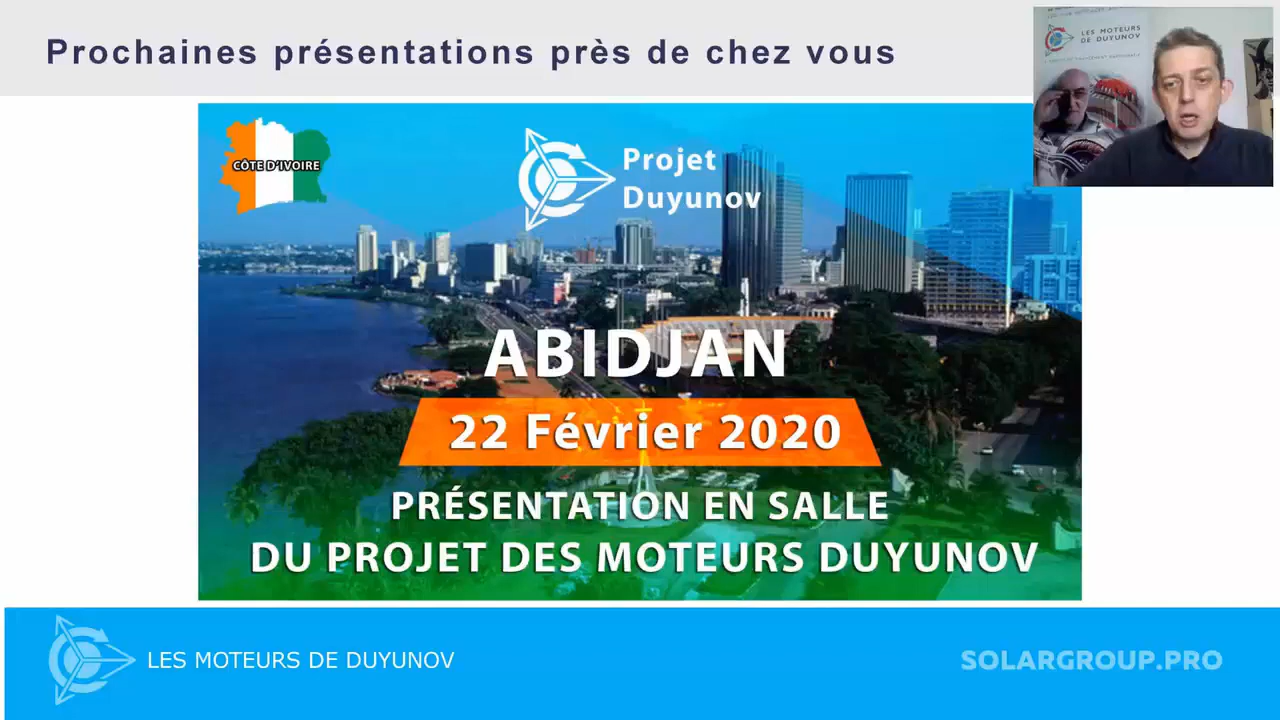 Prochaines présentations près de chez vous
LES MOTEURS
DE DUYUNOV
CÔTE D'IVOIRE
Projet
Duyunov
ABIDJAN
22 Février 2020
PRÉSENTATION EN SALLE
DU PROJET DES MOTEURS DUYUNOV
LES MOTEURS DE DUYUNOV
SOLARGROUP.PRO